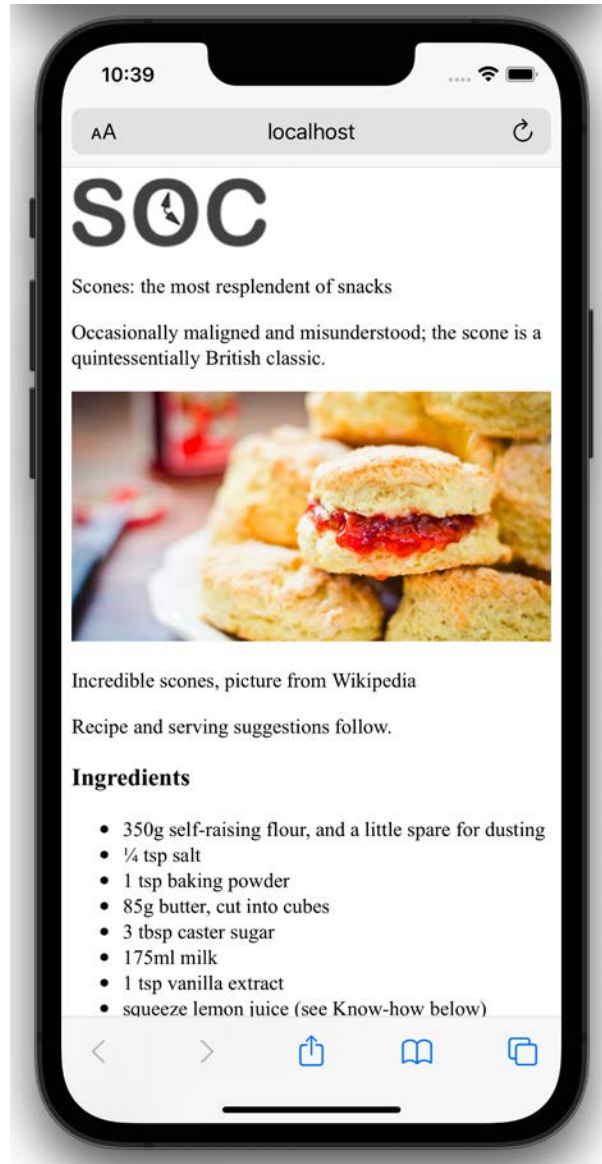 10:39
AA
localhost
SOC
Scones: the most resplendent of snacks
Occasionally maligned and misunderstood; the scone is a
quintessentially British classic.
Incredible scones, picture from Wikipedia
Recipe and serving suggestions follow.
Ingredients
• 350g self-raising flour, and a little spare for dusting
• ¼ tsp salt
• 1 tsp baking powder
• 85g butter, cut into cubes
• 3 tbsp caster sugar
• 175ml milk
• 1 tsp vanilla extract
• squeeze lemon juice (see Know-how below)